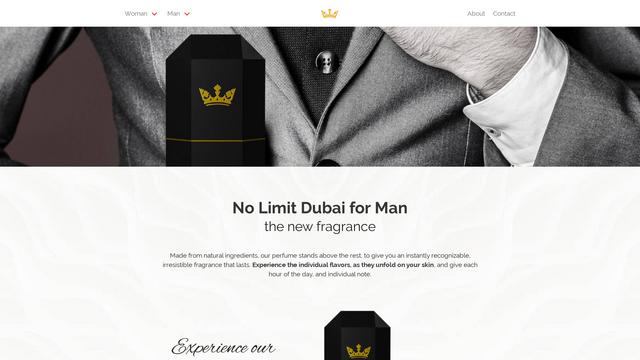 Woman
Man
About
Contact
No Limit Dubai for Man
the new fragrance
Made from natural ingredients, our perfume stands above the rest, to give you an instantly recognizable,
irresistible fragrance that lasts. Experience the individual flavors, as they unfold on your skin, and give each
hour of the day, and individual note.
Experience our